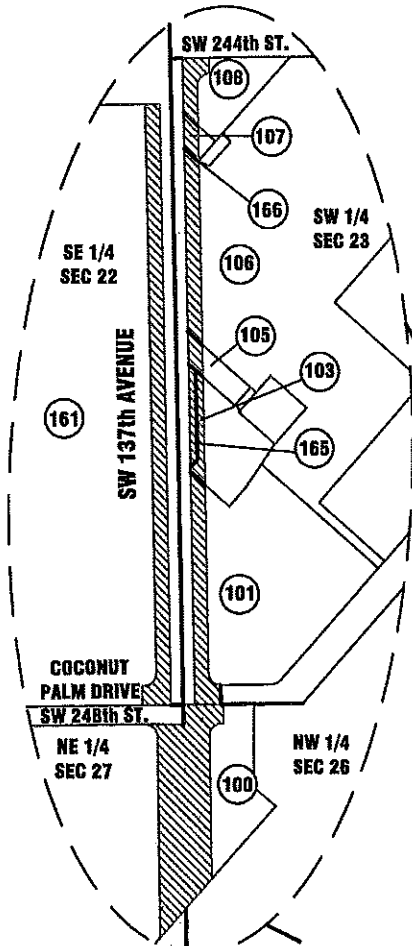 SW 244th ST.
108
107
166
SE 1/4
SEC 22
SW 1/4
SEC 23
106
105
103
161
SW 137th AVENUE
165
101
COCONUT
PALM DRIVE
SW 248th ST.
NE 1/4
SEC 27
NW 1/4
SEC 26
100